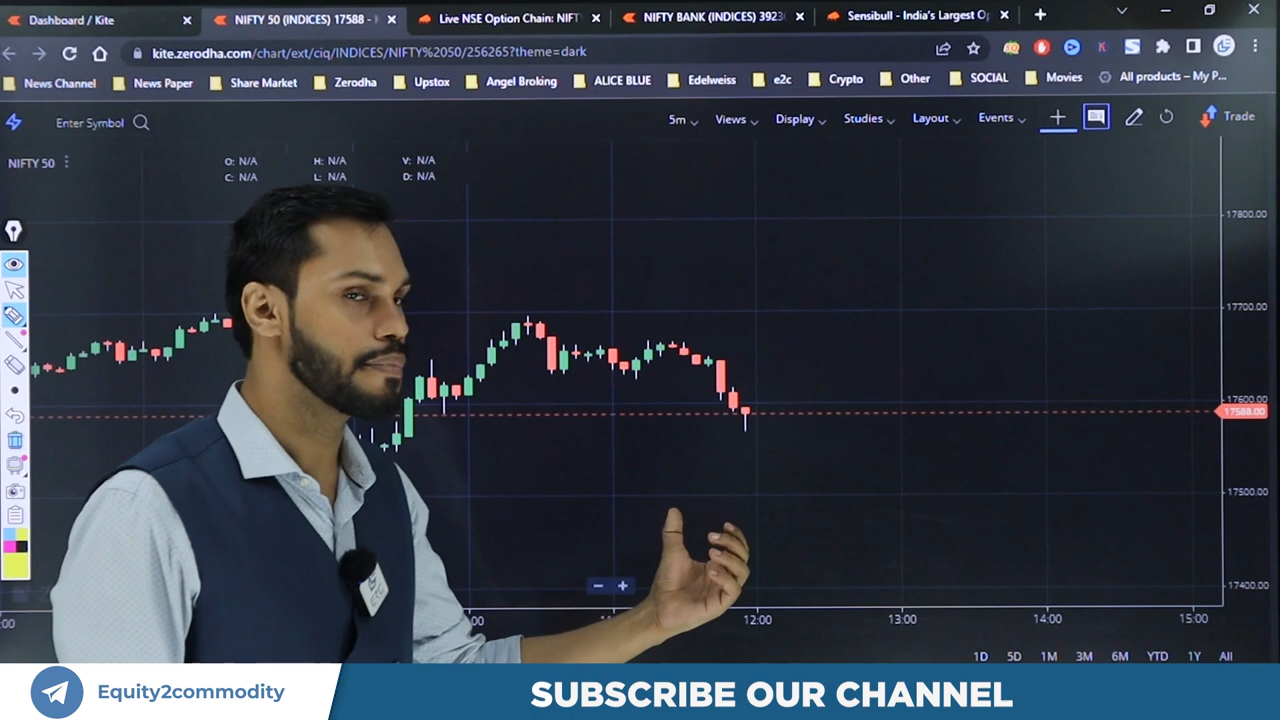 Dashboard / Kite
NIFTY 50 (INDICES) 17588 -
Live NSE Option Chain: NIFT
NIFTY BANK (INDICES) 3923
Sensibull - India's Largest Op
kite.zerodha.com/chart/ext/ciq/INDICES/NIFTY%2050/256265?theme=dark
News Channel News Paper Share Market Zerodha Upstox Angel Broking ALICE BLUE Edelweiss e2c Crypto Other SOCIAL Movies All products – My P...
Enter Symbol
5m Views Display Studies Layout Events Trade
NIFTY 50
O: N/A H: N/A V: N/A
C: N/A L: N/A D: N/A
17800.00
17700.00
17600.00
17588.00
17500.00
17400.00
12:00 13:00 14:00 15:00
1D 5D 1M 3M 6M YTD 1Y All
Equity2commodity
SUBSCRIBE OUR CHANNEL